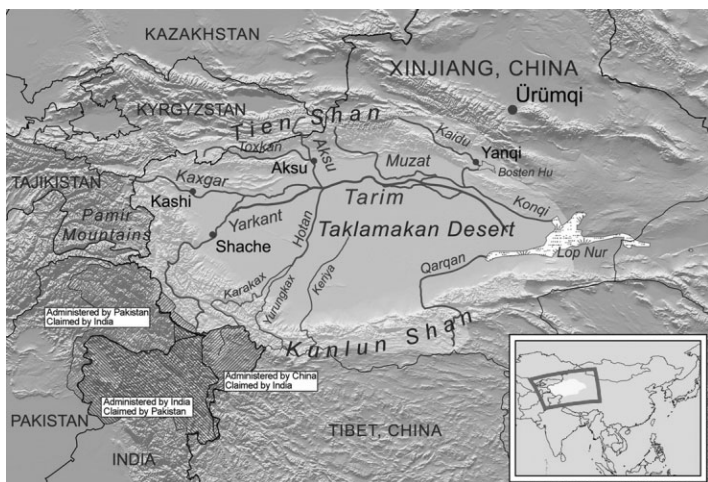 KAZAKHSTAN
XINJIANG, CHINA
Ürümqi
KYRGYZSTAN
Tien Shan
Toxkan
Aksu
Aksu
Kaidu
Yanqi
Muzat
Bosten Hu
TAJIKISTAN
Kaxgar
Kashi
Tarim
Konqi
Pamir
Mountains
Yarkant
Shache
Hotan
Taklamakan Desert
Lop Nur
Qarqan
Karakax
Yurungkax
Keriya
Kunlun Shan
Administered by Pakistan
Claimed by India
Administered by China
Claimed by India
Administered by India
Claimed by Pakistan
PAKISTAN
INDIA
TIBET, CHINA